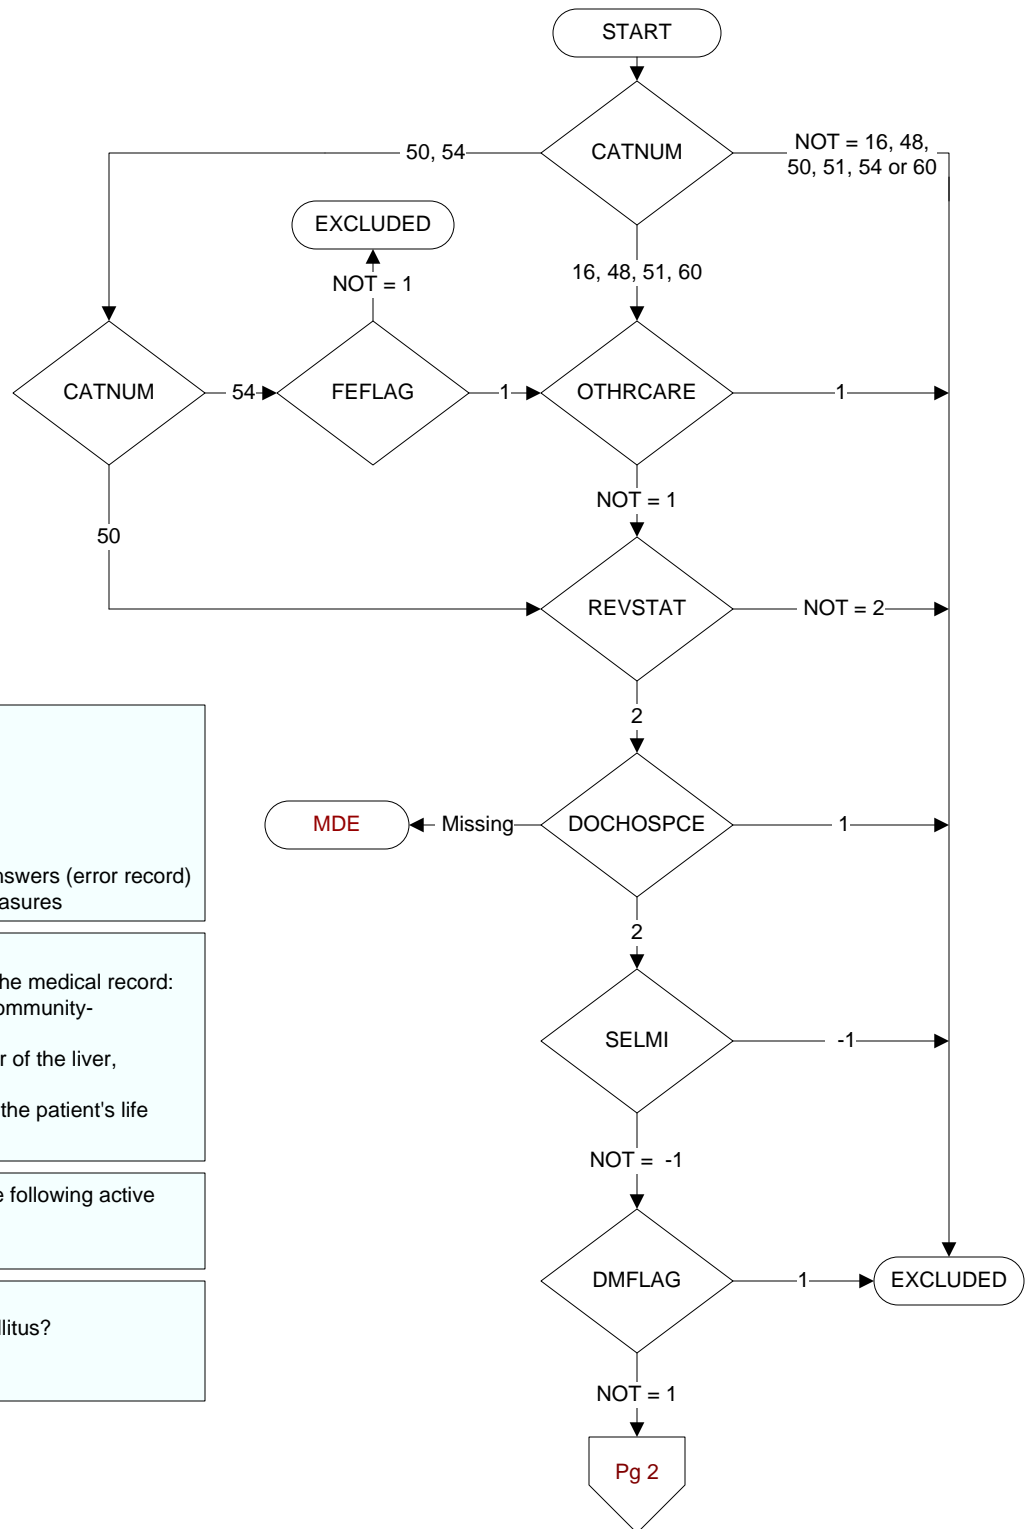 START
CATNUM
50, 54
NOT = 16, 48,
50, 51, 54 or 60
EXCLUDED
NOT = 1
16, 48, 51, 60
CATNUM
54
FEFLAG
1
OTHRCARE
1
NOT = 1
50
REVSTAT
NOT = 2
2
MDE
Missing
DOCHOSPCE
1
nswers (error record)
asures
2
he medical record:
ommunity-
r of the liver,
the patient's life
SELMI
-1
NOT = -1
e following active
DMFLAG
1
EXCLUDED
llitus?
NOT = 1
Pg 2